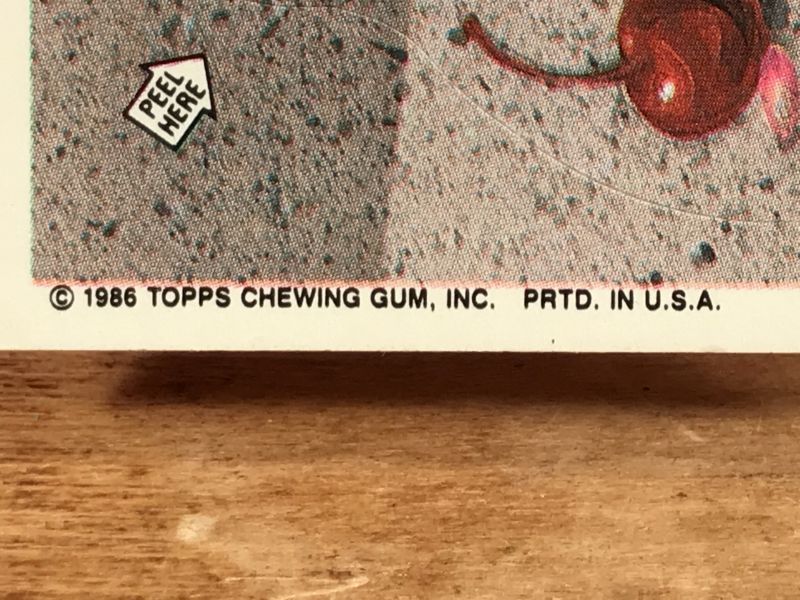 PEEL
HERE
© 1986 TOPPS CHEWING GUM, INC. PRTD. IN U.S.A.